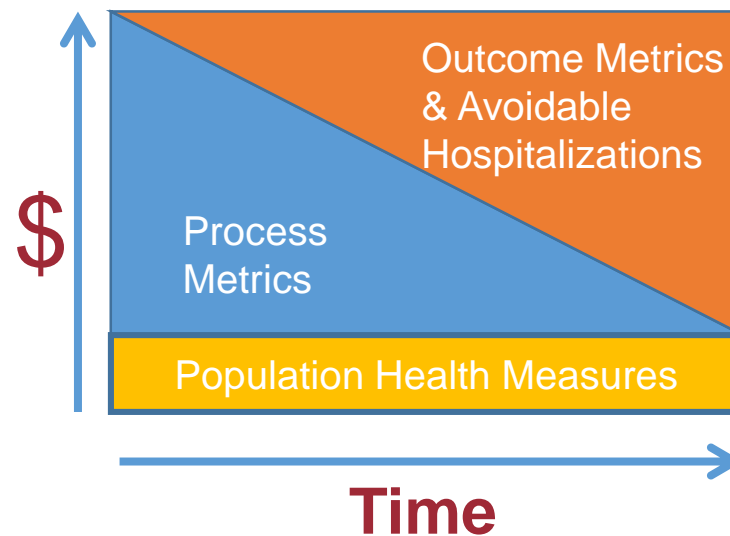 Outcome Metrics
& Avoidable
Hospitalizations
$
Process
Metrics
Population Health Measures
Time